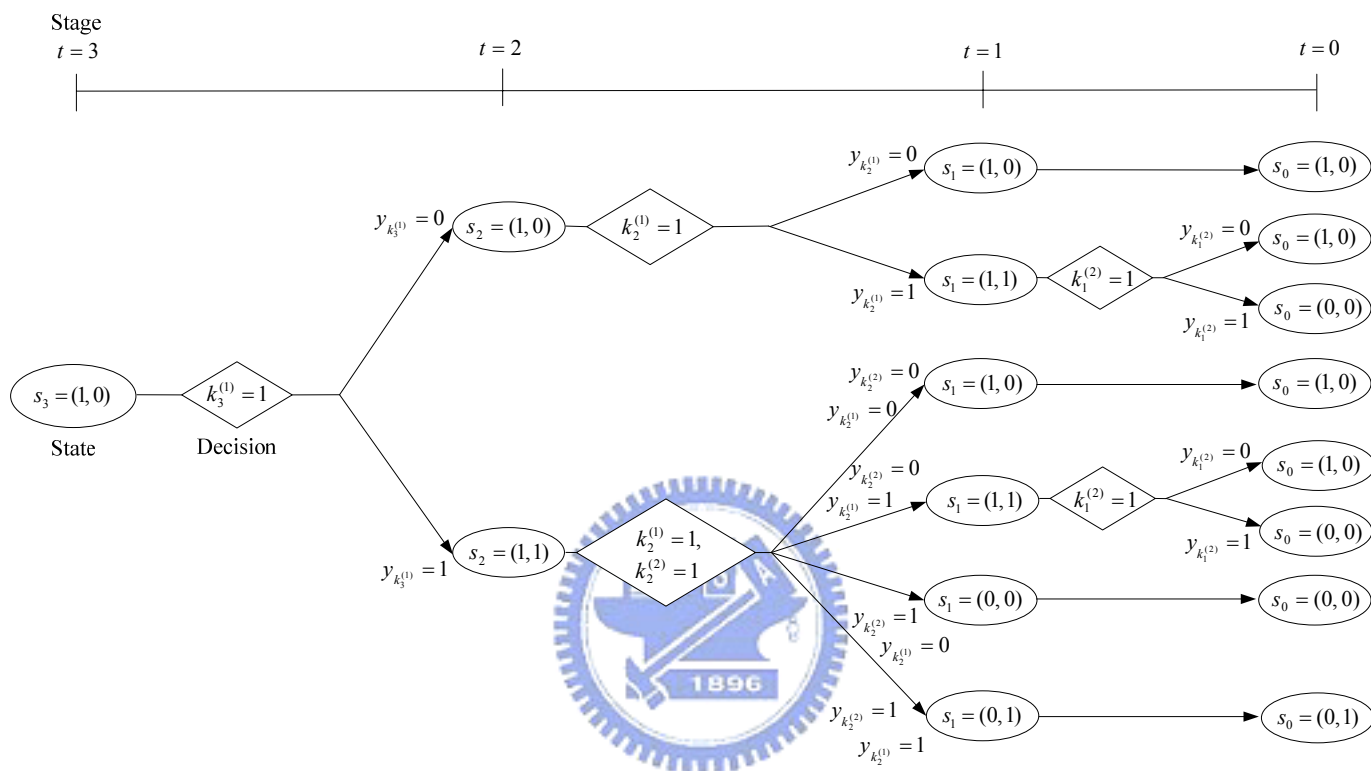 Stage
t = 3
t = 2
t = 1
t = 0
y_{k_2^{(1)}} = 0
s_1 = (1, 0)
s_0 = (1, 0)
y_{k_3^{(1)}} = 0
s_2 = (1, 0)
k_2^{(1)} = 1
y_{k_1^{(2)}} = 0
s_0 = (1, 0)
y_{k_2^{(1)}} = 1
s_1 = (1, 1)
k_1^{(2)} = 1
y_{k_1^{(2)}} = 1
s_0 = (0, 0)
s_3 = (1, 0)
k_3^{(1)} = 1
State
Decision
y_{k_2^{(2)}} = 0
y_{k_2^{(1)}} = 0
s_1 = (1, 0)
s_0 = (1, 0)
y_{k_3^{(1)}} = 1
s_2 = (1, 1)
k_2^{(1)} = 1,
k_2^{(2)} = 1
y_{k_2^{(2)}} = 0
y_{k_2^{(1)}} = 1
s_1 = (1, 1)
k_1^{(2)} = 1
y_{k_1^{(2)}} = 0
s_0 = (1, 0)
y_{k_1^{(2)}} = 1
s_0 = (0, 0)
y_{k_2^{(2)}} = 1
y_{k_2^{(1)}} = 0
s_1 = (0, 0)
s_0 = (0, 0)
y_{k_2^{(2)}} = 1
y_{k_2^{(1)}} = 1
s_1 = (0, 1)
s_0 = (0, 1)
1896